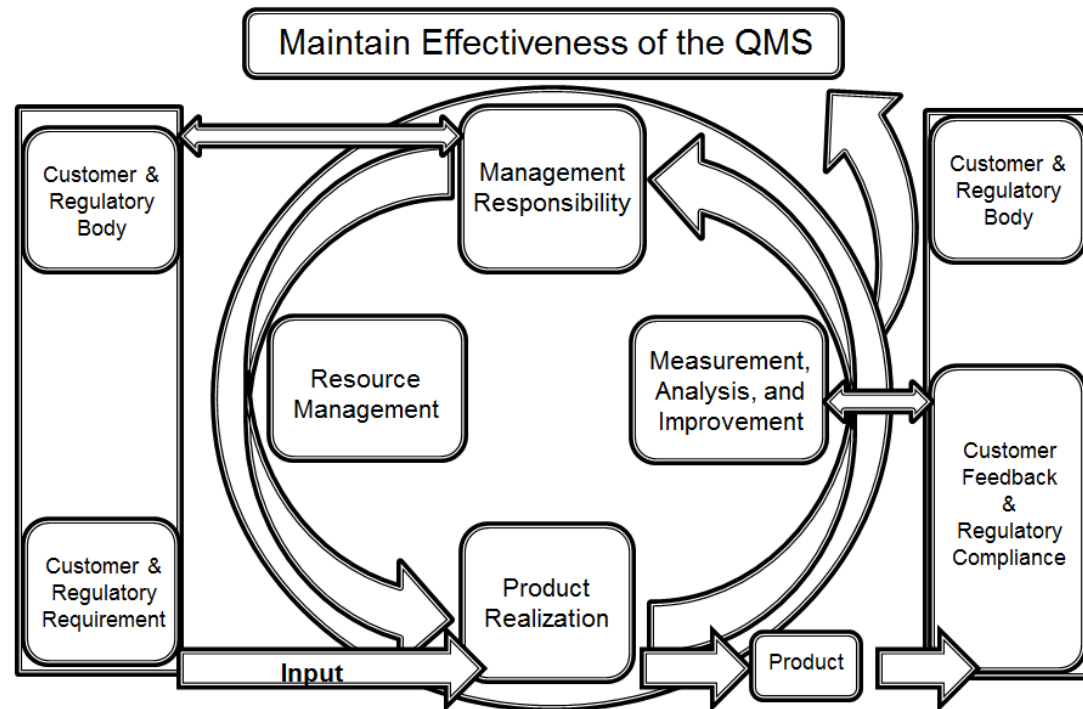 Maintain Effectiveness of the QMS
Customer &
Regulatory
Body
Management
Responsibility
Customer &
Regulatory
Body
Resource
Management
Measurement,
Analysis, and
Improvement
Customer
Feedback
&
Regulatory
Compliance
Customer &
Regulatory
Requirement
Product
Realization
Input
Product